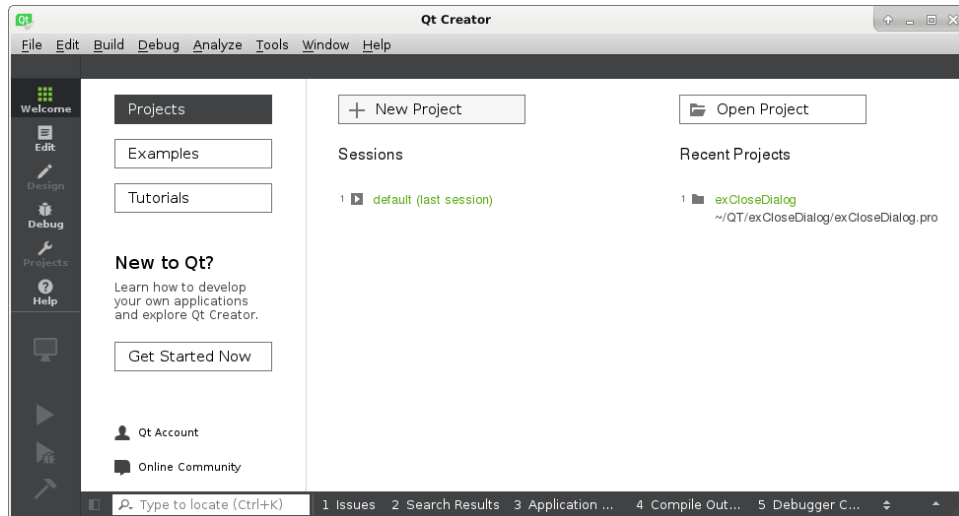 Qt Creator
File Edit Build Debug Analyze Tools Window Help
Welcome
Edit
Design
Debug
Projects
Help
Projects
Examples
Tutorials
New to Qt?
Learn how to develop
your own applications
and explore Qt Creator.
Get Started Now
Qt Account
Online Community
+ New Project
Sessions
1 default (last session)
Open Project
Recent Projects
1 exCloseDialog
~/QT/exCloseDialog/exCloseDialog.pro
Type to locate (Ctrl+K) 1 Issues 2 Search Results 3 Application ... 4 Compile Out... 5 Debugger C...